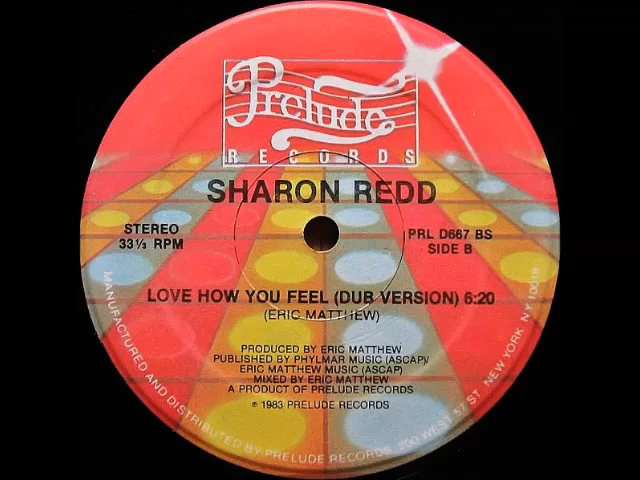 Prelude
RECORDS
SHARON REDD
STEREO
33⅓ RPM
PRL D667 BS
SIDE B
LOVE HOW YOU FEEL (DUB VERSION) 6:20
(ERIC MATTHEW)
PRODUCED BY ERIC MATTHEW
PUBLISHED BY PHYLMAR MUSIC (ASCAP)/
ERIC MATTHEW MUSIC (ASCAP)
MIXED BY ERIC MATTHEW
A PRODUCT OF PRELUDE RECORDS
℗ 1983 PRELUDE RECORDS
MANUFACTURED AND DISTRIBUTED BY PRELUDE RECORDS, 200 WEST 57 ST NEW YORK, NY 10019